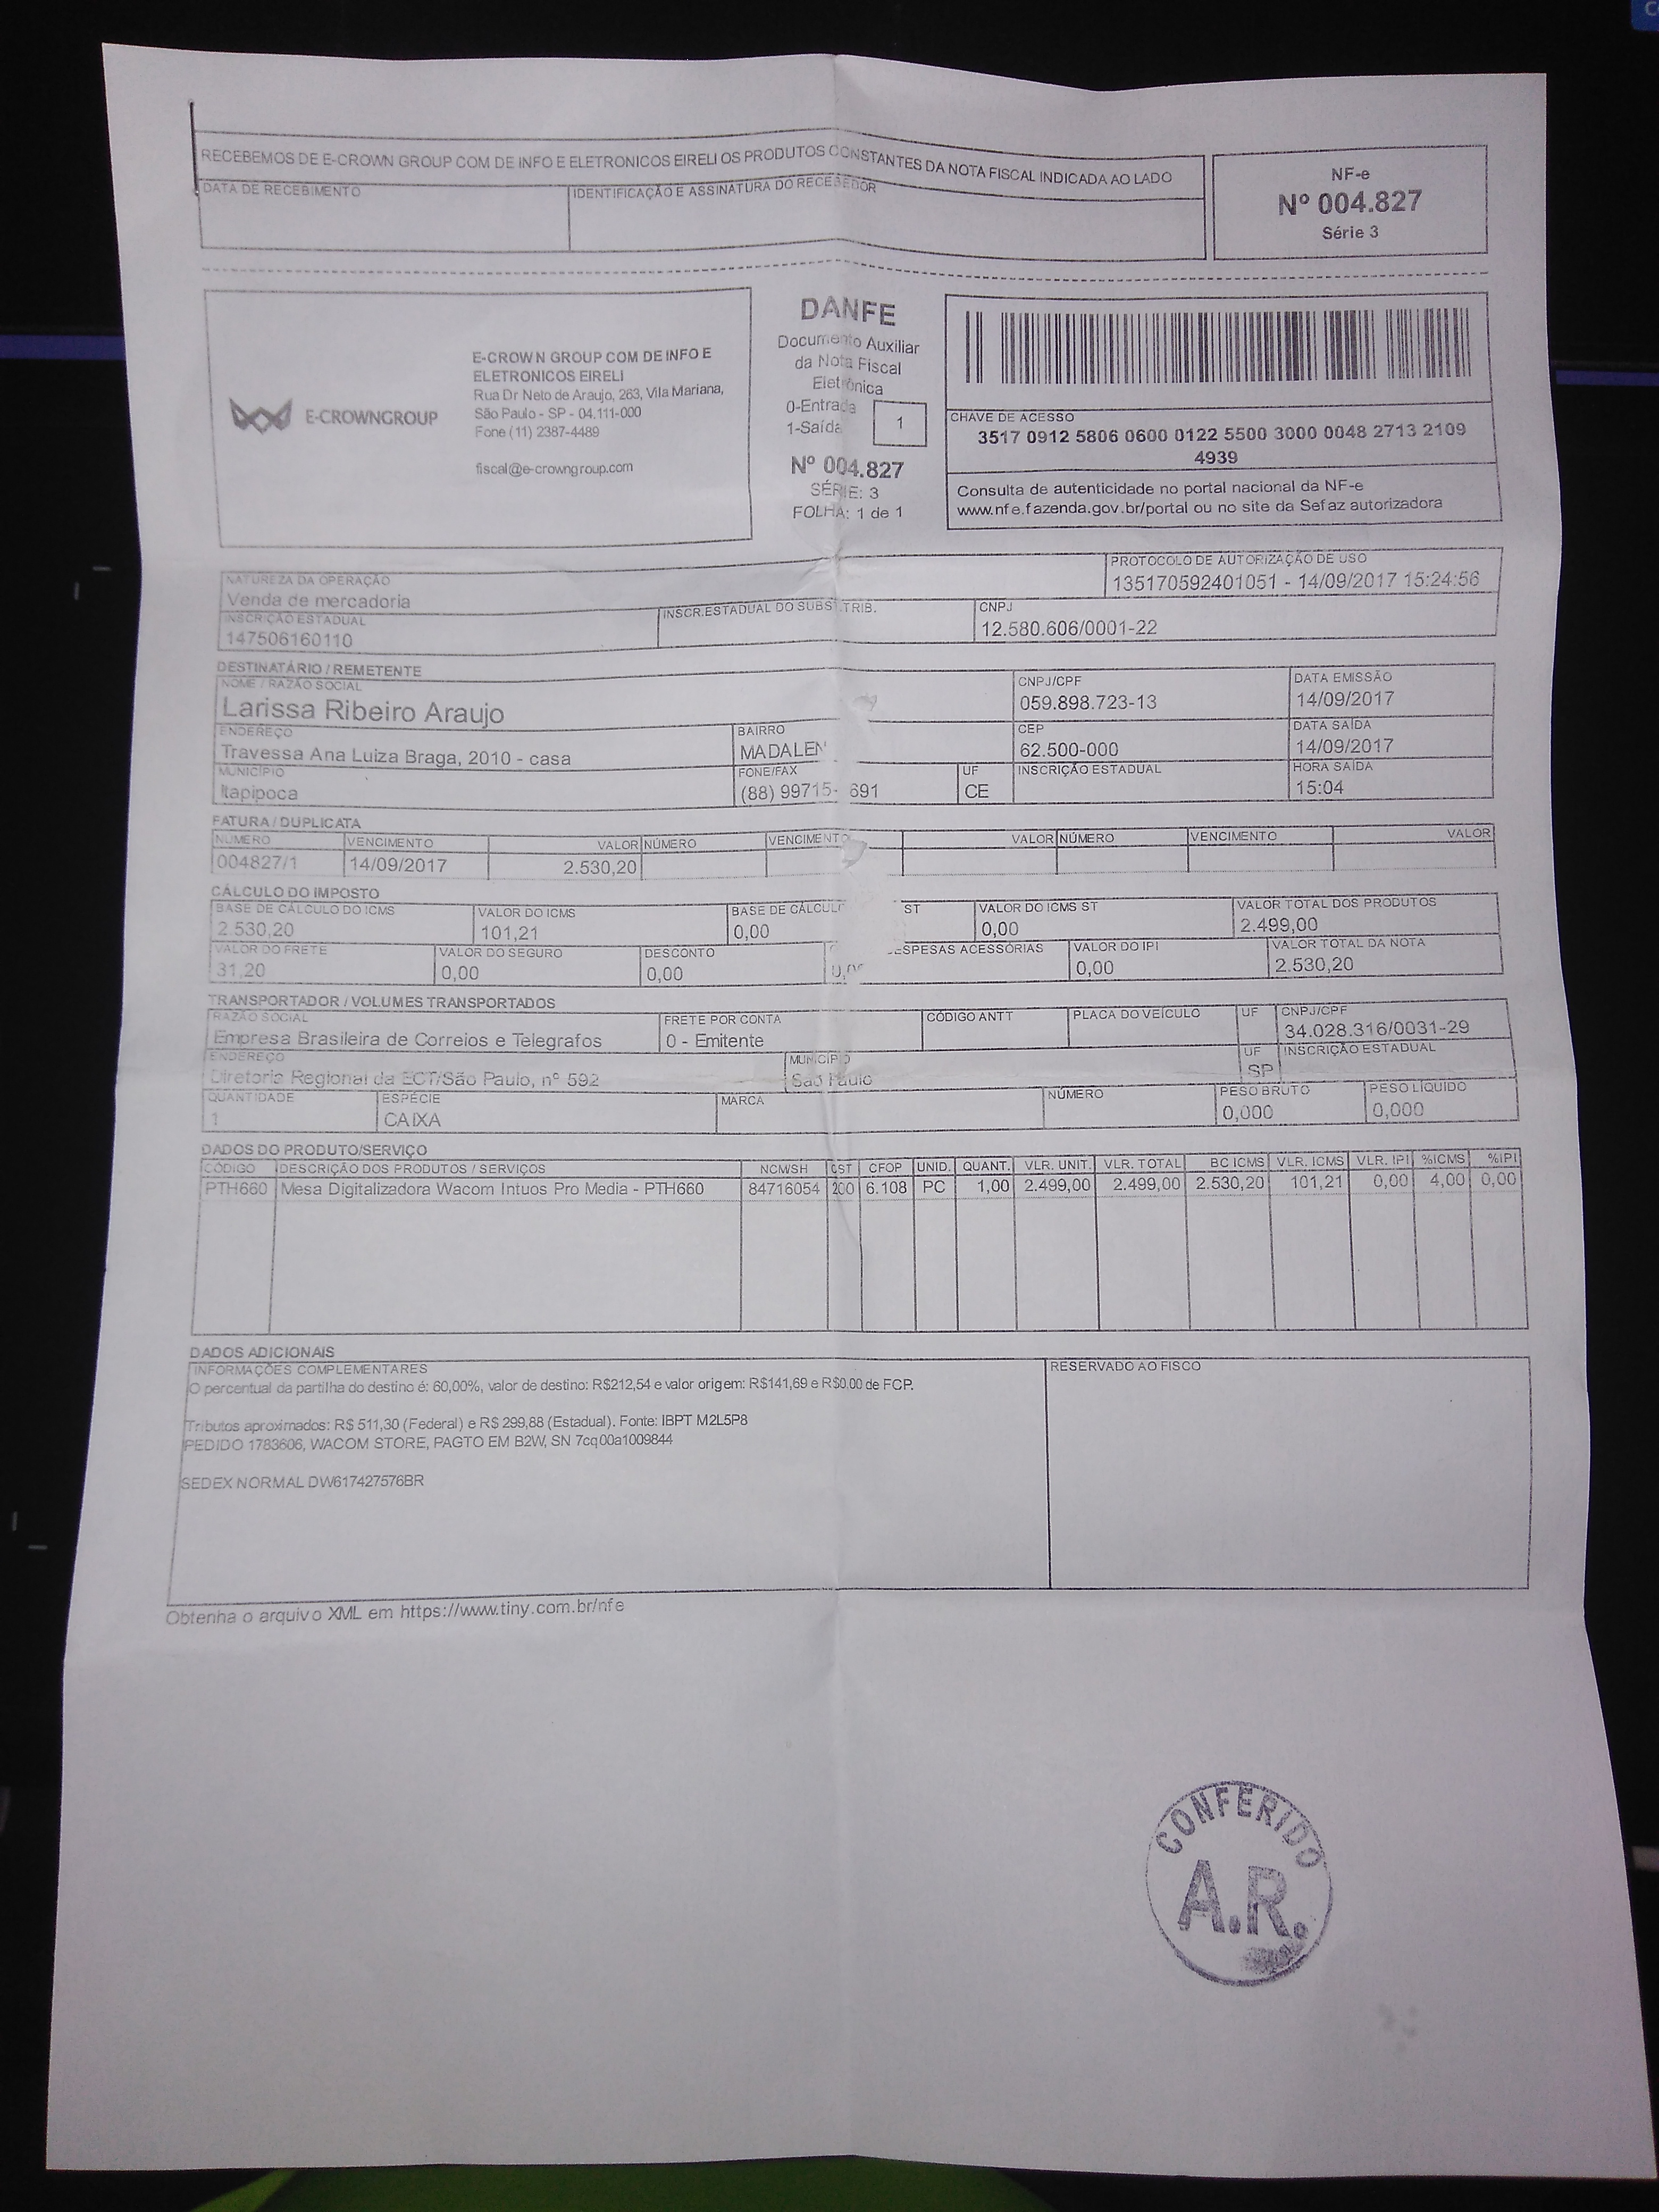 RECEBEMOS DE E-CROWN GROUP COM DE INFO E ELETRONICOS EIRELI OS PRODUTOS CONSTANTES DA NOTA FISCAL INDICADA AO LADO
DATA DE RECEBIMENTO IDENTIFICAÇÃO E ASSINATURA DO RECEBEDOR
NF-e
Nº 004.827
Série 3
E-CROWNGROUP
E-CROWN GROUP COM DE INFO E
ELETRONICOS EIRELI
Rua Dr Neto de Araujo, 263, Vila Mariana,
São Paulo - SP - 04.111-000
Fone (11) 2387-4489
fiscal@e-crowngroup.com
DANFE
Documento Auxiliar
da Nota Fiscal
Eletrônica
0-Entrada
1-Saída
1
Nº 004.827
SÉRIE: 3
FOLHA: 1 de 1
CHAVE DE ACESSO
3517 0912 5806 0600 0122 5500 3000 0048 2713 2109
4939
Consulta de autenticidade no portal nacional da NF-e
www.nfe.fazenda.gov.br/portal ou no site da Sefaz autorizadora
NATUREZA DA OPERAÇÃO PROTOCOLO DE AUTORIZAÇÃO DE USO
Venda de mercadoria 135170592401051 - 14/09/2017 15:24:56
INSCRIÇÃO ESTADUAL INSCR.ESTADUAL DO SUBST.TRIB. CNPJ
147506160110 12.580.606/0001-22
DESTINATÁRIO / REMETENTE
NOME / RAZÃO SOCIAL CNPJ/CPF DATA EMISSÃO
Larissa Ribeiro Araujo 059.898.723-13 14/09/2017
ENDEREÇO BAIRRO CEP DATA SAÍDA
Travessa Ana Luiza Braga, 2010 - casa MADALEN 62.500-000 14/09/2017
MUNICÍPIO FONE/FAX UF INSCRIÇÃO ESTADUAL HORA SAÍDA
Itapipoca (88) 99715- 691 CE 15:04
FATURA / DUPLICATA
NÚMERO VENCIMENTO VALOR NÚMERO VENCIMENTO VALOR NÚMERO VENCIMENTO VALOR
004827/1 14/09/2017 2.530,20
CÁLCULO DO IMPOSTO
BASE DE CÁLCULO DO ICMS VALOR DO ICMS BASE DE CÁLCULO ST VALOR DO ICMS ST VALOR TOTAL DOS PRODUTOS
2.530,20 101,21 0,00 0,00 2.499,00
VALOR DO FRETE VALOR DO SEGURO DESCONTO ESPESAS ACESSÓRIAS VALOR DO IPI VALOR TOTAL DA NOTA
31,20 0,00 0,00 0,00 0,00 2.530,20
TRANSPORTADOR / VOLUMES TRANSPORTADOS
RAZÃO SOCIAL FRETE POR CONTA CÓDIGO ANTT PLACA DO VEÍCULO UF CNPJ/CPF
Empresa Brasileira de Correios e Telegrafos 0 - Emitente 34.028.316/0031-29
ENDEREÇO MUNICÍPIO UF INSCRIÇÃO ESTADUAL
Diretoria Regional da ECT/São Paulo, nº 592 São Paulo SP
QUANTIDADE ESPÉCIE MARCA NÚMERO PESO BRUTO PESO LÍQUIDO
1 CAIXA 0,000 0,000
DADOS DO PRODUTO/SERVIÇO
CÓDIGO DESCRIÇÃO DOS PRODUTOS / SERVIÇOS NCM/SH CST CFOP UNID. QUANT. VLR. UNIT. VLR. TOTAL BC ICMS VLR. ICMS VLR. IPI %ICMS %IPI
PTH660 Mesa Digitalizadora Wacom Intuos Pro Media - PTH660 84716054 200 6.108 PC 1,00 2.499,00 2.499,00 2.530,20 101,21 0,00 4,00 0,00
DADOS ADICIONAIS
INFORMAÇÕES COMPLEMENTARES RESERVADO AO FISCO
O percentual da partilha do destino é: 60,00%, valor de destino: R$212,54 e valor origem: R$141,69 e R$0.00 de FCP.
Tributos aproximados: R$ 511,30 (Federal) e R$ 299,88 (Estadual). Fonte: IBPT M2L5P8
PEDIDO 1783606, WACOM STORE, PAGTO EM B2W, SN 7cq00a1009844
SEDEX NORMAL DW617427576BR
Obtenha o arquivo XML em https://www.tiny.com.br/nfe
CONFERIDO
A.R.